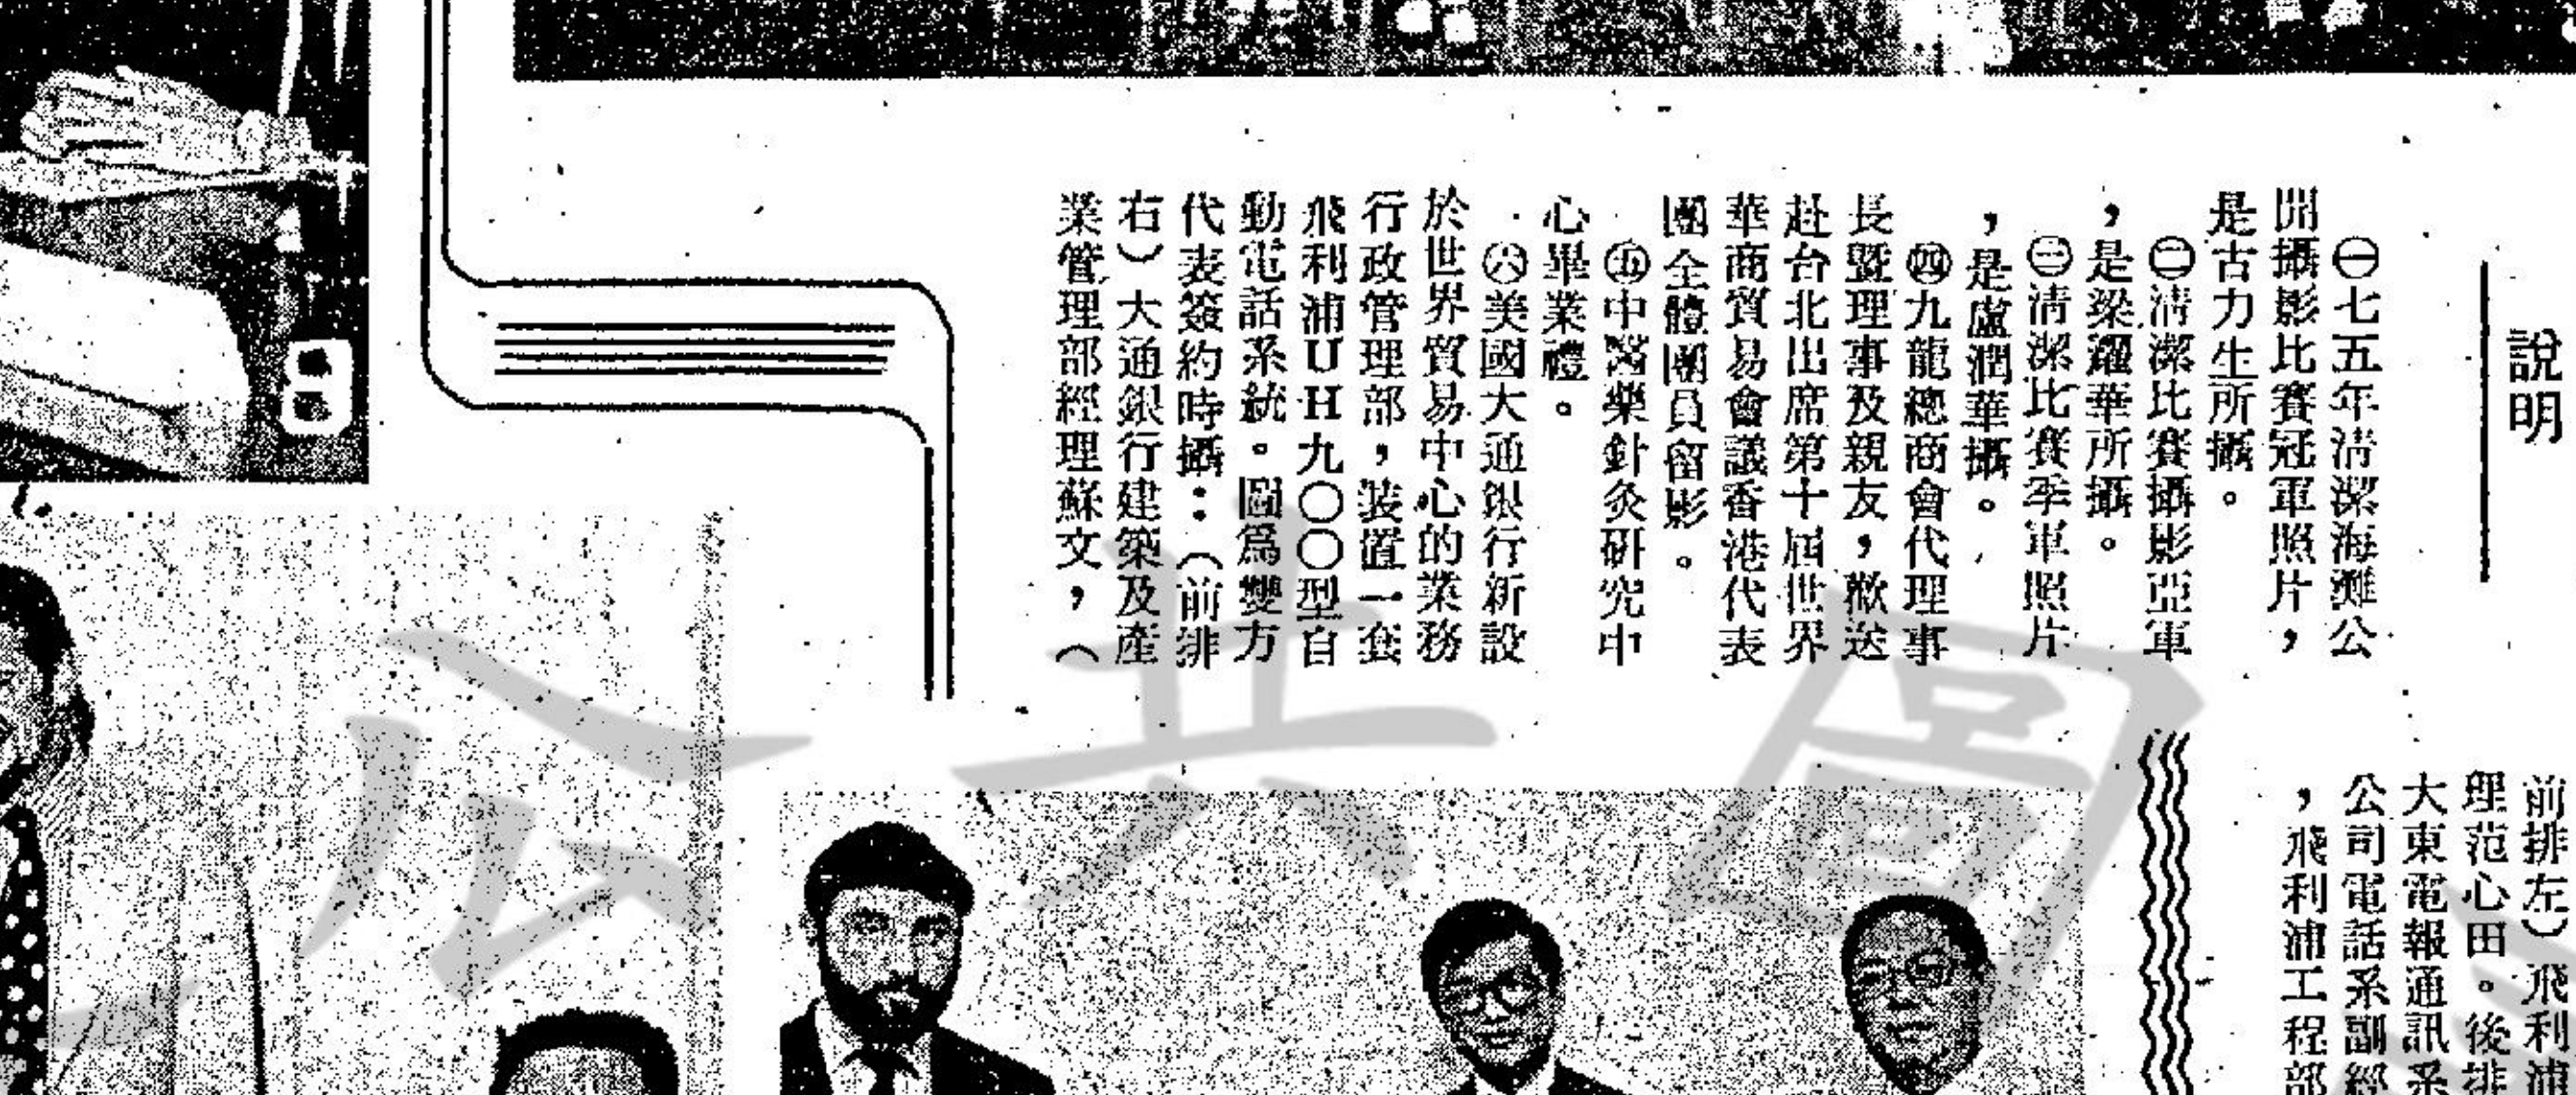 說明
㊀七五年清潔海灘公
開攝影比賽冠軍照片，
是古力生所攝。
㊁清潔比賽攝影亞軍
，是梁耀華所攝。
㊂清潔比賽季軍照片
，是盧潤華攝。
㊃九龍總商會代理事
長暨理事及親友，歡送
赴台北出席第十屆世界
華商貿易會議香港代表
團全體團員留影。
㊄中醫藥針灸研究中
心畢業禮。
㊅美國大通銀行新設
於世界貿易中心的業務
行政管理部，裝置一套
飛利浦UH九〇〇型自
動電話系統。圖爲雙方
代表簽約時攝：（前排
右）大通銀行建築及產
業管理部經理蘇文，（
前排左）飛利浦
理范心田。後排
大東電報通訊系
公司電話系副經
，飛利浦工程部
公共圖